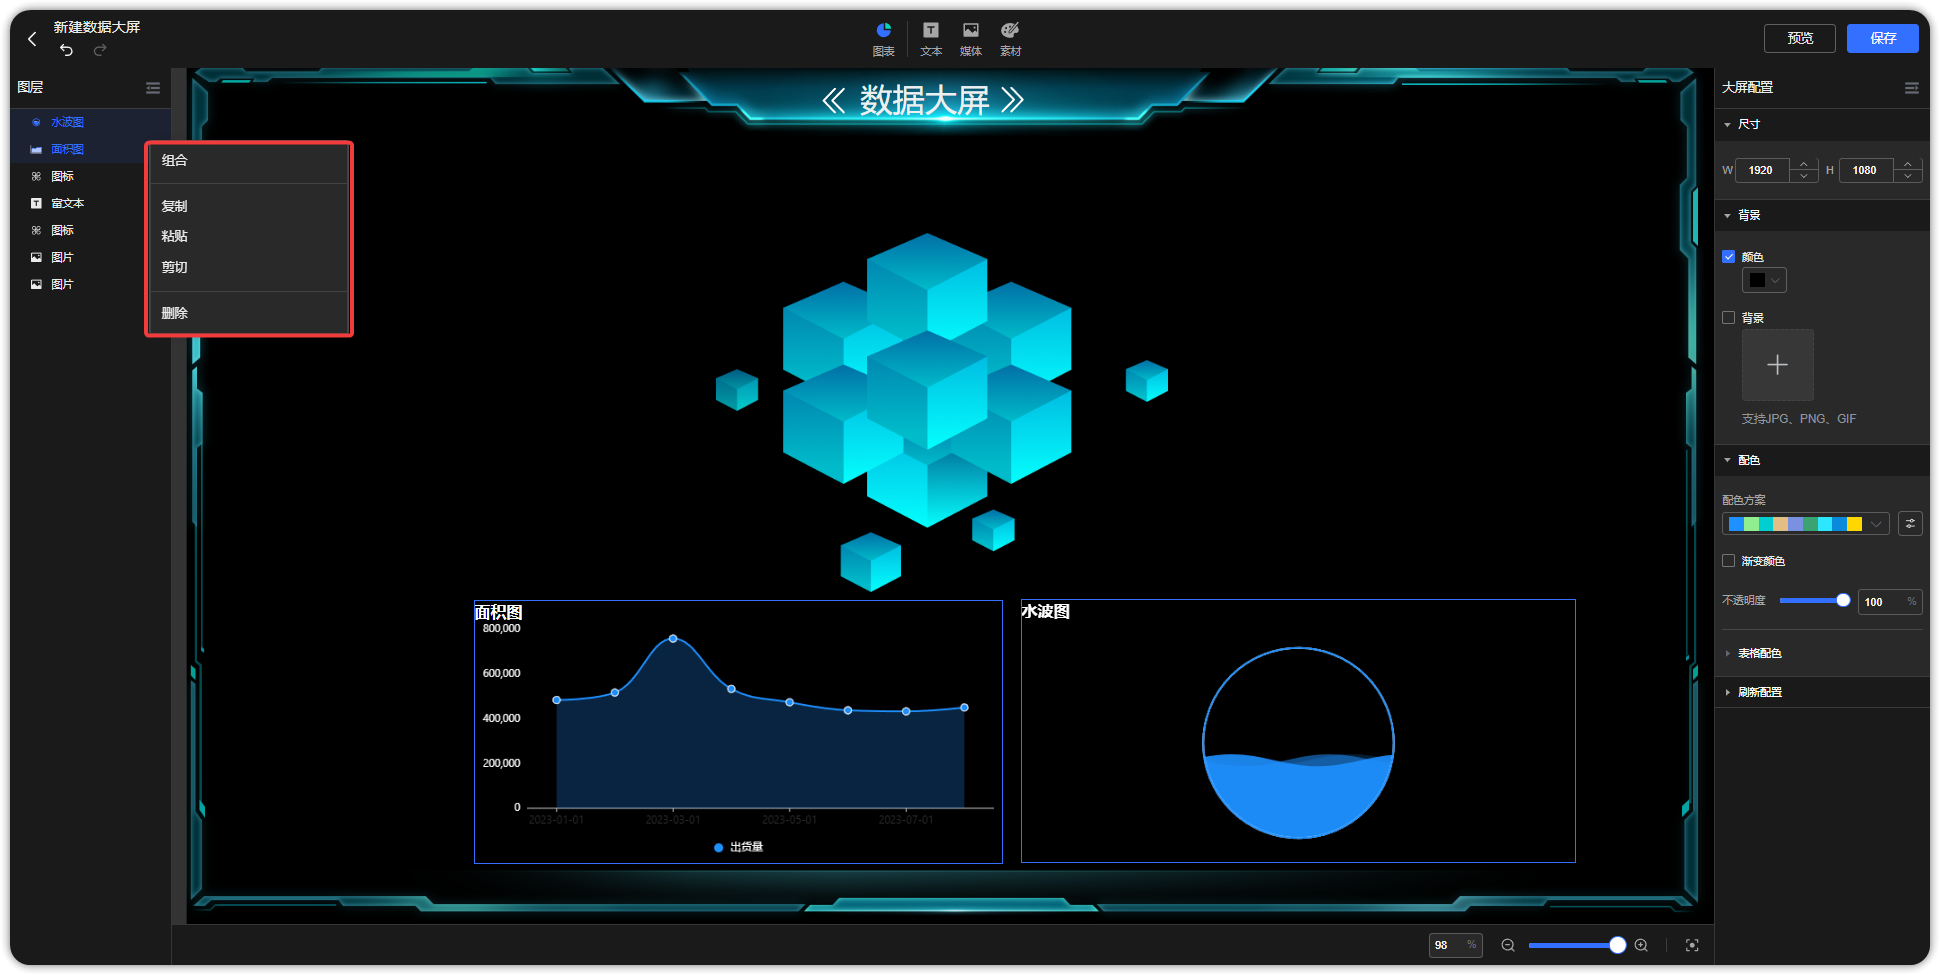 新建数据大屏
图表
文本
媒体
素材
预览
保存
图层
水波图
面积图
图标
富文本
图标
图片
图片
组合
复制
粘贴
剪切
删除
数据大屏
面积图
800,000
600,000
400,000
200,000
0
2023-01-01
2023-03-01
2023-05-01
2023-07-01
出货量
水波图
大屏配置
尺寸
W 1920
H 1080
背景
颜色
背景
支持JPG、PNG、GIF
配色
配色方案
渐变颜色
不透明度 100 %
表格配色
刷新配置
98 %